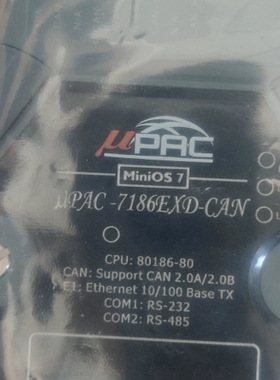 µPAC
MiniOS 7
µPAC -7186EXD-CAN
CPU: 80186-80
CAN: Support CAN 2.0A/2.0B
E1: Ethernet 10/100 Base TX
COM1: RS-232
COM2: RS-485